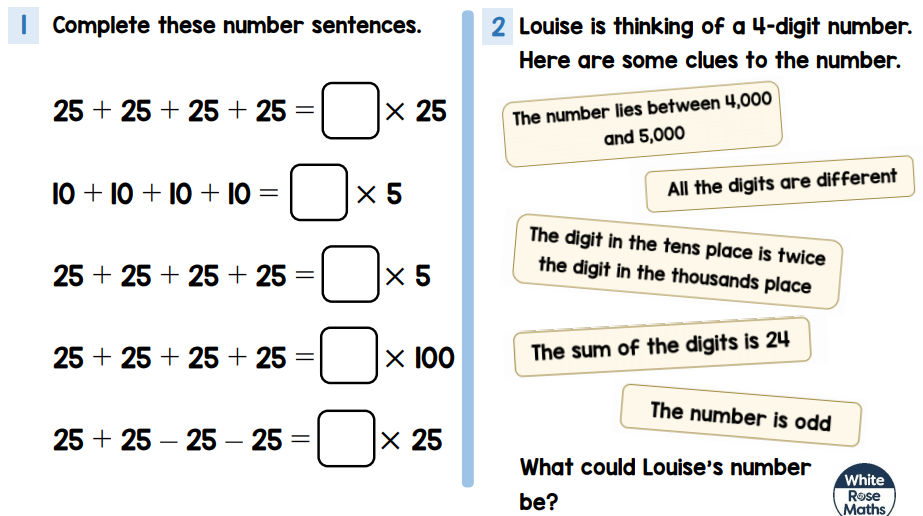 1 Complete these number sentences.
25 + 25 + 25 + 25 = × 25
10 + 10 + 10 + 10 = × 5
25 + 25 + 25 + 25 = × 5
25 + 25 + 25 + 25 = × 100
25 + 25 – 25 – 25 = × 25
2 Louise is thinking of a 4-digit number.
Here are some clues to the number.
The number lies between 4,000
and 5,000
All the digits are different
The digit in the tens place is twice
the digit in the thousands place
The sum of the digits is 24
The number is odd
What could Louise's number
be?
White
Rose
Maths